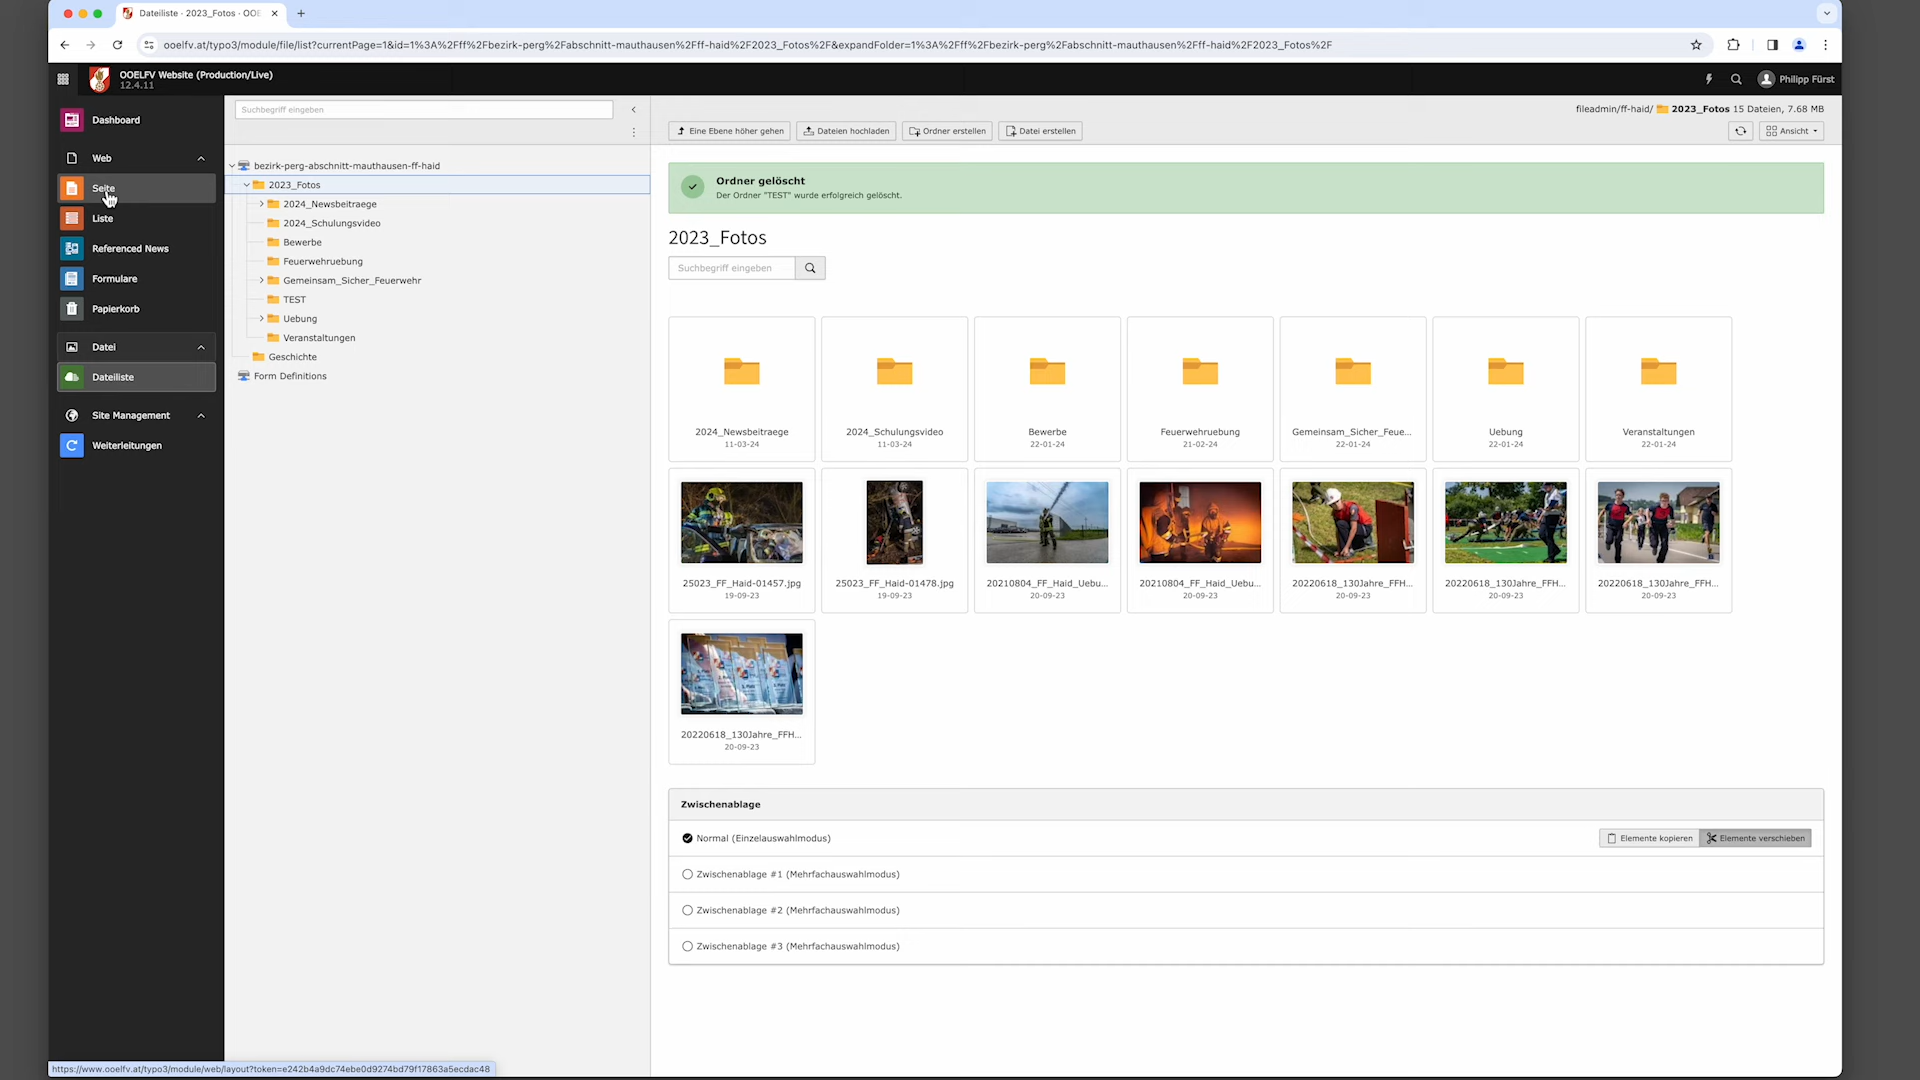 Dateiliste · 2023_Fotos · OOE
ooelfv.at/typo3/module/file/list?currentPage=1&id=1%3A%2Fff%2Fbezirk-perg%2Fabschnitt-mauthausen%2Fff-haid%2F2023_Fotos%2F&expandFolder=1%3A%2Fff%2Fbezirk-perg%2Fabschnitt-mauthausen%2Fff-haid%2F2023_Fotos%2F
OOELFV Website (Production/Live)
12.4.11
Philipp Fürst
Dashboard
Web
Seite
Liste
Referenced News
Formulare
Papierkorb
Datei
Dateiliste
Site Management
Weiterleitungen
Suchbegriff eingeben
bezirk-perg-abschnitt-mauthausen-ff-haid
2023_Fotos
2024_Newsbeitraege
2024_Schulungsvideo
Bewerbe
Feuerwehruebung
Gemeinsam_Sicher_Feuerwehr
TEST
Uebung
Veranstaltungen
Geschichte
Form Definitions
fileadmin/ff-haid/ 2023_Fotos 15 Dateien, 7.68 MB
Eine Ebene höher gehen
Dateien hochladen
Ordner erstellen
Datei erstellen
Ansicht
Ordner gelöscht
Der Ordner "TEST" wurde erfolgreich gelöscht.
2023_Fotos
Suchbegriff eingeben
2024_Newsbeitraege
11-03-24
2024_Schulungsvideo
11-03-24
Bewerbe
22-01-24
Feuerwehruebung
21-02-24
Gemeinsam_Sicher_Feue...
22-01-24
Uebung
22-01-24
Veranstaltungen
22-01-24
25023_FF_Haid-01457.jpg
19-09-23
25023_FF_Haid-01478.jpg
19-09-23
20210804_FF_Haid_Uebu...
20-09-23
20210804_FF_Haid_Uebu...
20-09-23
20220618_130Jahre_FFH...
20-09-23
20220618_130Jahre_FFH...
20-09-23
20220618_130Jahre_FFH...
20-09-23
20220618_130Jahre_FFH...
20-09-23
Zwischenablage
Normal (Einzelauswahlmodus)
Elemente kopieren
Elemente verschieben
Zwischenablage #1 (Mehrfachauswahlmodus)
Zwischenablage #2 (Mehrfachauswahlmodus)
Zwischenablage #3 (Mehrfachauswahlmodus)
https://www.ooelfv.at/typo3/module/web/layout?token=e242b4a9dc74ebe0d9274bd79f17863a5ecdac48